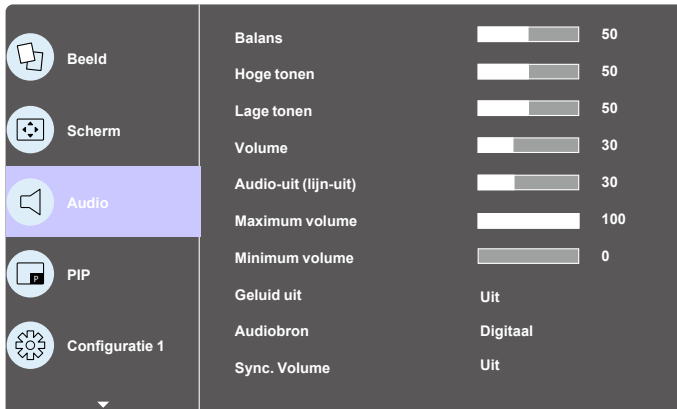 Beeld
Scherm
Audio
PIP
P
Configuratie 1
Balans 50
Hoge tonen 50
Lage tonen 50
Volume 30
Audio-uit (lijn-uit) 30
Maximum volume 100
Minimum volume 0
Geluid uit Uit
Audiobron Digitaal
Sync. Volume Uit